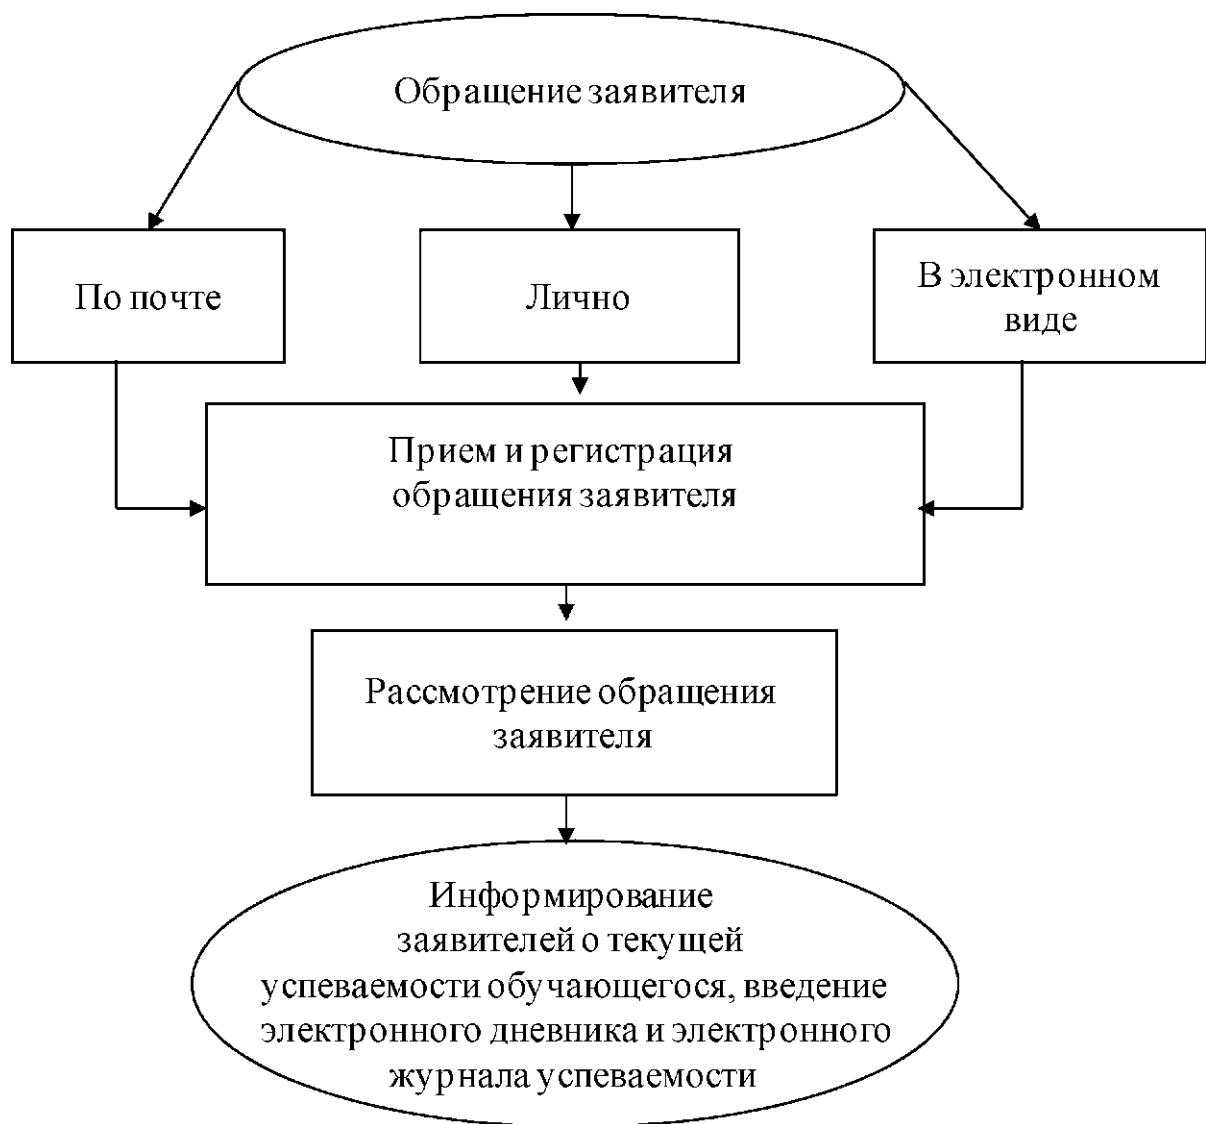 Обращение заявителя
По почте
Лично
В электронном
виде
Прием и регистрация
обращения заявителя
Рассмотрение обращения
заявителя
Информирование
заявителей о текущей
успеваемости обучающегося, введение
электронного дневника и электронного
журнала успеваемости